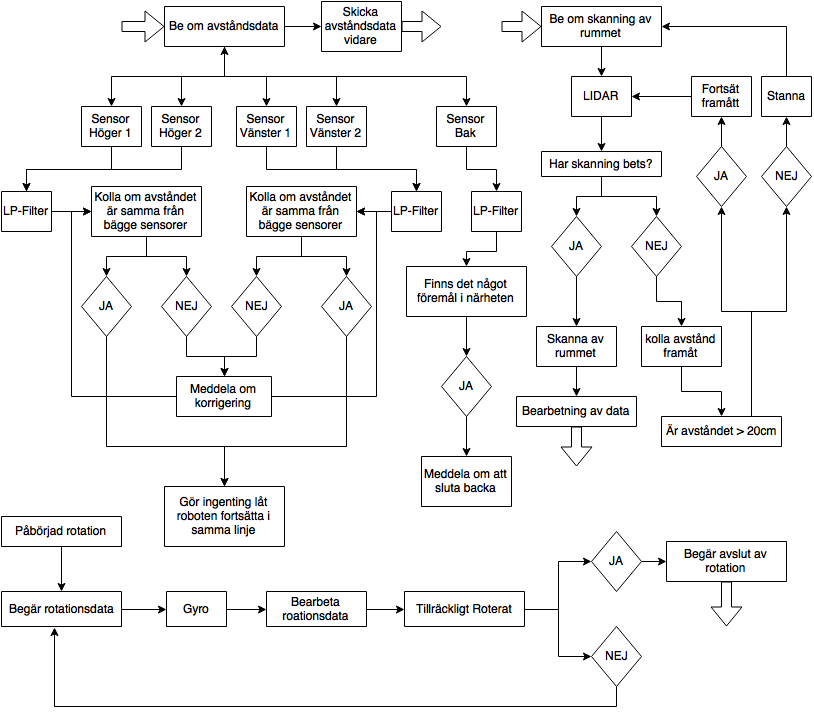 Be om avståndsdata
Skicka
avståndsdata
vidare
Sensor
Höger 1
Sensor
Höger 2
Sensor
Vänster 1
Sensor
Vänster 2
Sensor
Bak
LP-Filter
Kolla om avståndet
är samma från
bägge sensorer
Kolla om avståndet
är samma från
bägge sensorer
LP-Filter
LP-Filter
JA
NEJ
NEJ
JA
Finns det något
föremål i närheten
Meddela om
korrigering
JA
Gör ingenting låt
roboten fortsätta i
samma linje
Meddela om att
sluta backa
Be om skanning av
rummet
LIDAR
Fortsät
framått
Stanna
Har skanning bets?
JA
NEJ
JA
NEJ
Skanna av
rummet
kolla avstånd
framåt
Bearbetning av data
Är avståndet > 20cm
Påbörjad rotation
Begär rotationsdata
Gyro
Bearbeta
roationsdata
Tillräckligt Roterat
JA
Begär avslut av
rotation
NEJ